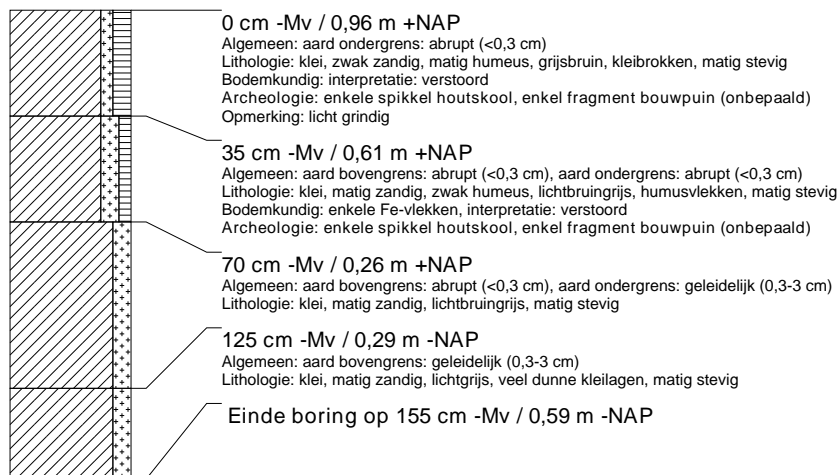 0 cm -Mv / 0,96 m +NAP
Algemeen: aard ondergrens: abrupt (<0,3 cm)
Lithologie: klei, zwak zandig, matig humeus, grijsbruin, kleibrokken, matig stevig
Bodemkundig: interpretatie: verstoord
Archeologie: enkele spikkel houtskool, enkel fragment bouwpuin (onbepaald)
Opmerking: licht grindig
35 cm -Mv / 0,61 m +NAP
Algemeen: aard bovengrens: abrupt (<0,3 cm), aard ondergrens: abrupt (<0,3 cm)
Lithologie: klei, matig zandig, zwak humeus, lichtbruingrijs, humusvlekken, matig stevig
Bodemkundig: enkele Fe-vlekken, interpretatie: verstoord
Archeologie: enkele spikkel houtskool, enkel fragment bouwpuin (onbepaald)
70 cm -Mv / 0,26 m +NAP
Algemeen: aard bovengrens: abrupt (<0,3 cm), aard ondergrens: geleidelijk (0,3-3 cm)
Lithologie: klei, matig zandig, lichtbruingrijs, matig stevig
125 cm -Mv / 0,29 m -NAP
Algemeen: aard bovengrens: geleidelijk (0,3-3 cm)
Lithologie: klei, matig zandig, lichtgrijs, veel dunne kleilagen, matig stevig
Einde boring op 155 cm -Mv / 0,59 m -NAP